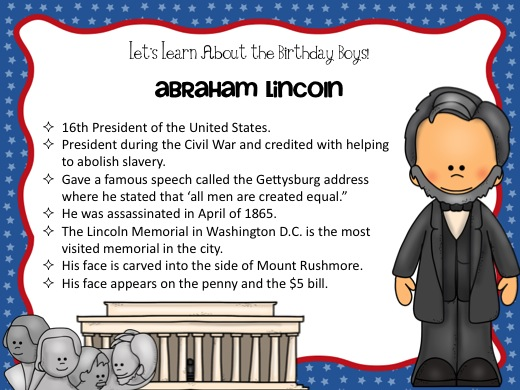 Let's Learn About the Birthday Boys!
Abraham Lincoln
✧ 16th President of the United States.
✧ President during the Civil War and credited with helping
to abolish slavery.
✧ Gave a famous speech called the Gettysburg address
where he stated that ‘all men are created equal.”
✧ He was assassinated in April of 1865.
✧ The Lincoln Memorial in Washington D.C. is the most
visited memorial in the city.
✧ His face is carved into the side of Mount Rushmore.
✧ His face appears on the penny and the $5 bill.